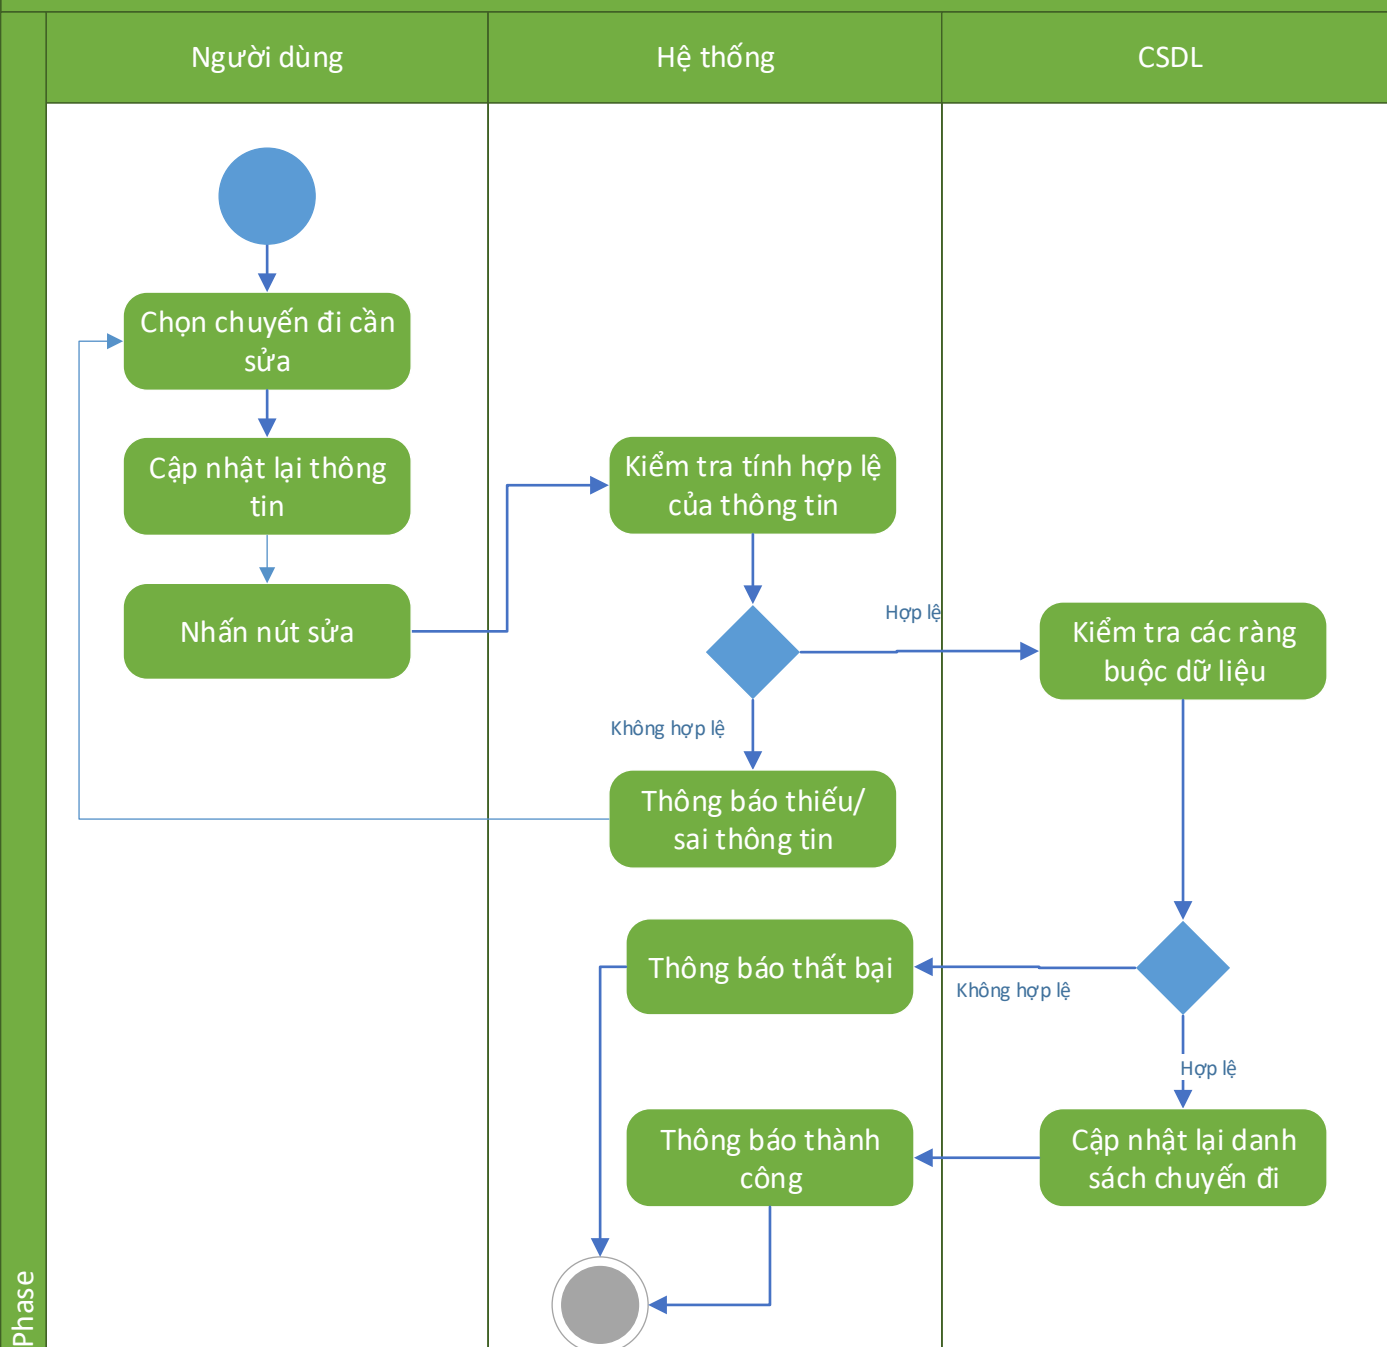 Người dùng
Hệ thống
CSDL
Chọn chuyến đi cần
sửa
Cập nhật lại thông
tin
Kiểm tra tính hợp lệ
của thông tin
Nhấn nút sửa
Hợp lệ
Kiểm tra các ràng
buộc dữ liệu
Không hợp lệ
Thông báo thiếu/
sai thông tin
Thông báo thất bại
Không hợp lệ
Hợp lệ
Thông báo thành
công
Cập nhật lại danh
sách chuyến đi
Phase